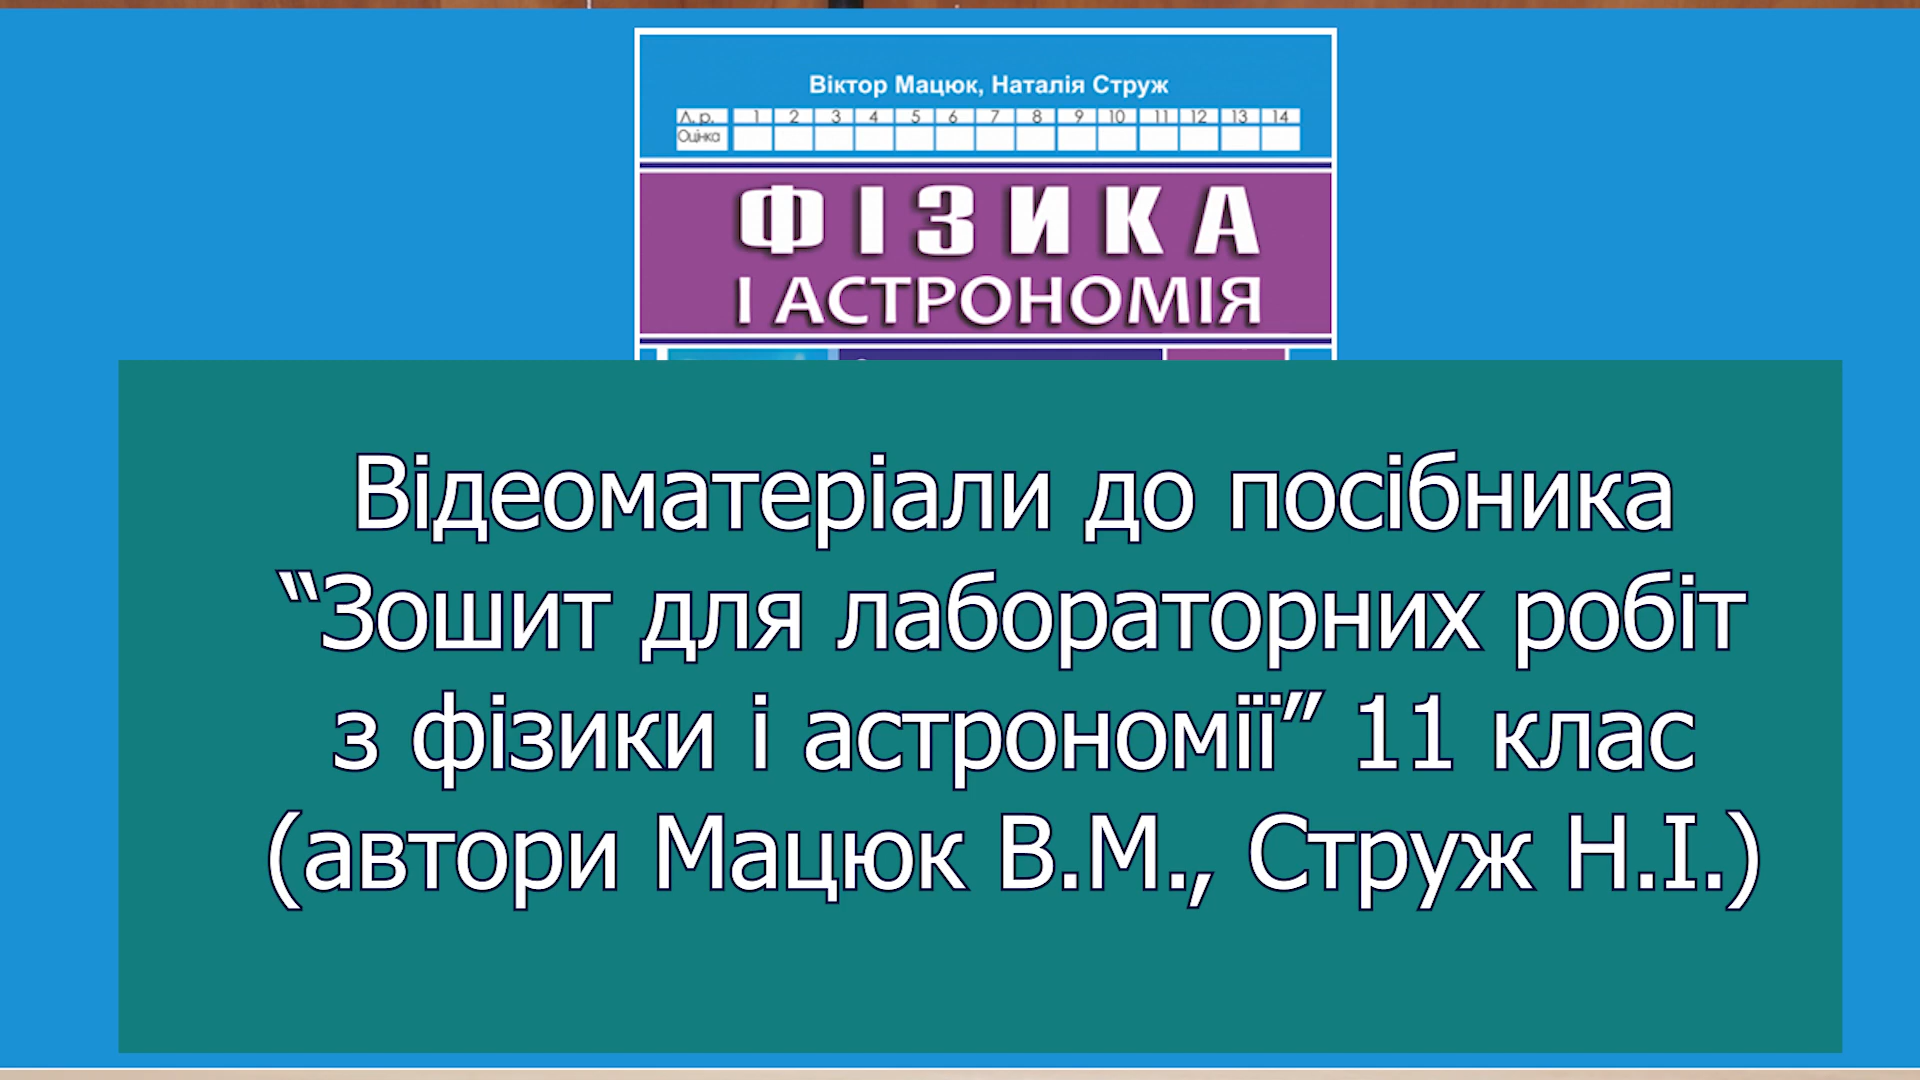 Віктор Мацюк, Наталія Струж
Л. р. 1 2 3 4 5 6 7 8 9 10 11 12 13 14
Оцінка
ФІЗИКА
І АСТРОНОМІЯ
Відеоматеріали до посібника
“Зошит для лабораторних робіт
з фізики і астрономії” 11 клас
(автори Мацюк В.М., Струж Н.І.)